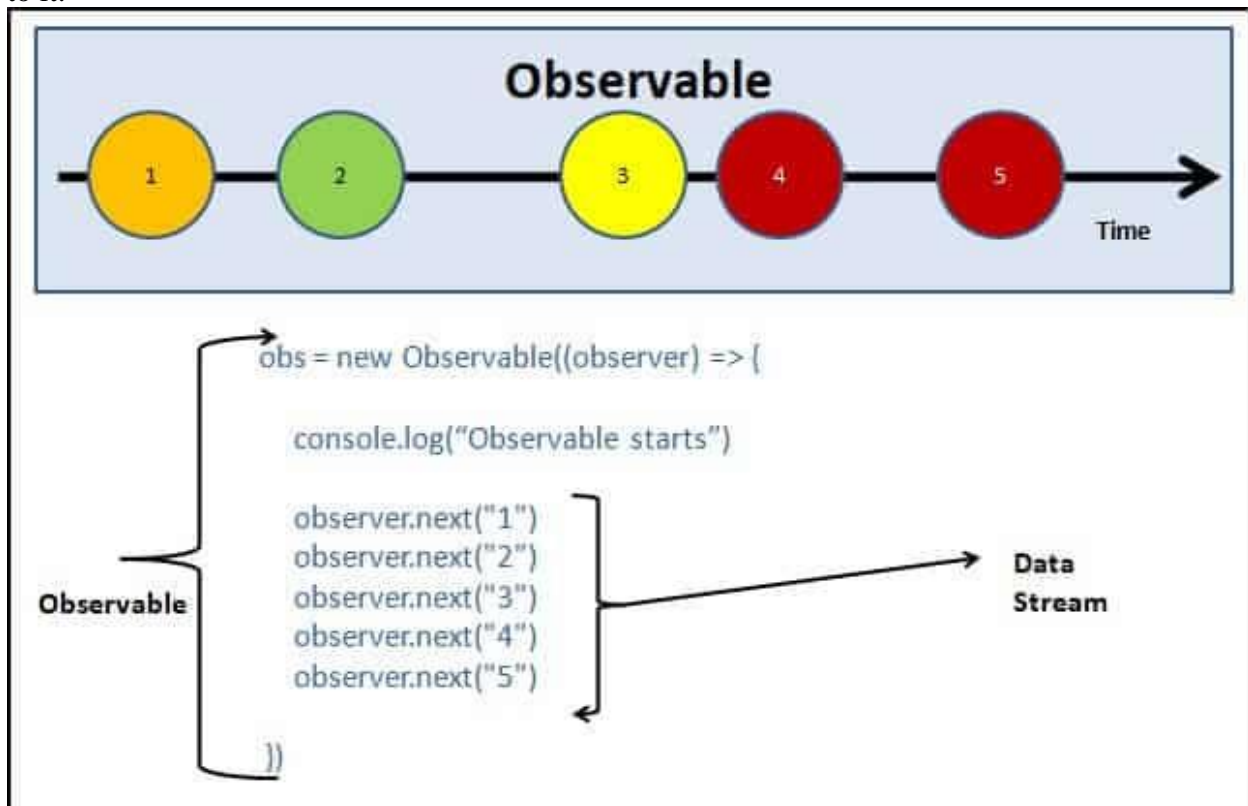 Observable
1 2 3 4 5
Time
obs = new Observable((observer) => {
console.log(“Observable starts”)
observer.next("1")
observer.next("2")
observer.next("3")
observer.next("4")
observer.next("5")
Data
Stream
Observable
})